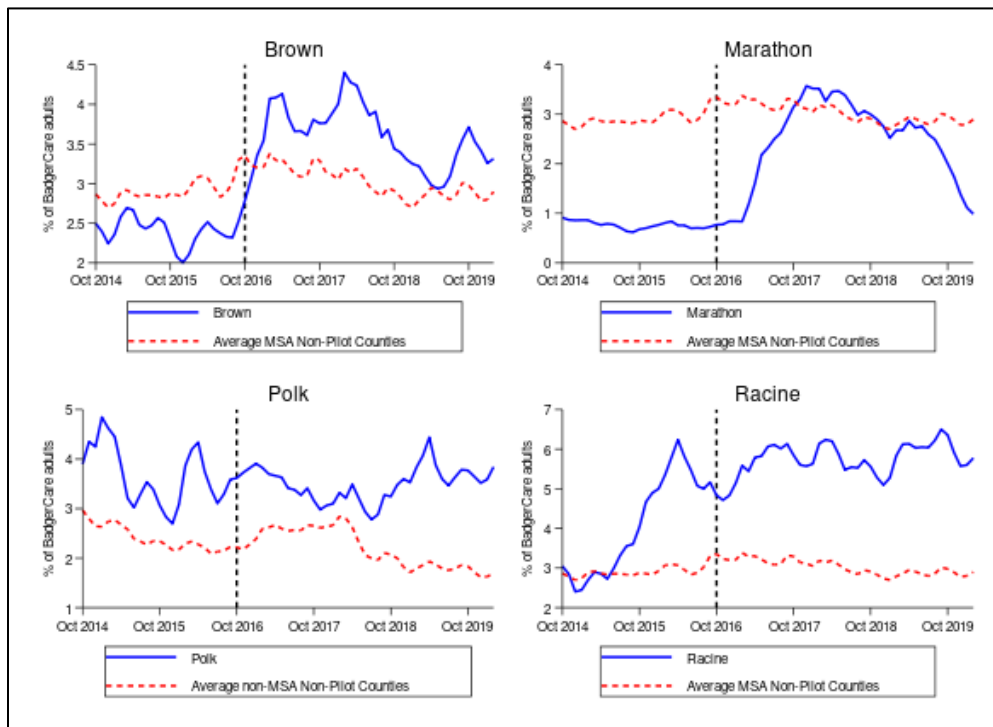 Brown
% of BadgerCare adults
4.5
4
3.5
3
2.5
2
Oct 2014 Oct 2015 Oct 2016 Oct 2017 Oct 2018 Oct 2019
Brown
Average MSA Non-Pilot Counties
Marathon
% of BadgerCare adults
4
3
2
1
0
Oct 2014 Oct 2015 Oct 2016 Oct 2017 Oct 2018 Oct 2019
Marathon
Average MSA Non-Pilot Counties
Polk
% of BadgerCare adults
5
4
3
2
1
Oct 2014 Oct 2015 Oct 2016 Oct 2017 Oct 2018 Oct 2019
Polk
Average non-MSA Non-Pilot Counties
Racine
% of BadgerCare adults
7
6
5
4
3
2
Oct 2014 Oct 2015 Oct 2016 Oct 2017 Oct 2018 Oct 2019
Racine
Average MSA Non-Pilot Counties